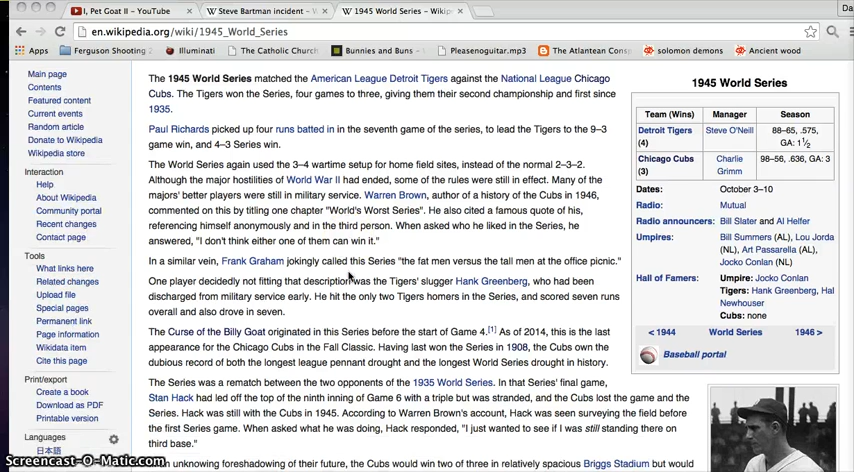 I, Pet Goat II - YouTube
Steve Bartman incident - W
1945 World Series - Wikip
Da
en.wikipedia.org/wiki/1945_World_Series
Apps
Ferguson Shooting
Illuminati
The Catholic Church
Bunnies and Buns -
Pleasenoguitar.mp3
The Atlantean Cons
solomon demons
Ancient wood
Main page
Contents
Featured content
Current events
Random article
Donate to Wikipedia
Wikipedia store
Interaction
Help
About Wikipedia
Community portal
Recent changes
Contact page
Tools
What links here
Related changes
Upload file
Special pages
Permanent link
Page information
Wikidata item
Cite this page
Print/export
Create a book
Download as PDF
Printable version
Languages
日本語
The 1945 World Series matched the American League Detroit Tigers against the National League Chicago
Cubs. The Tigers won the Series, four games to three, giving them their second championship and first since
1935.
Paul Richards picked up four runs batted in in the seventh game of the series, to lead the Tigers to the 9–3
game win, and 4–3 Series win.
The World Series again used the 3–4 wartime setup for home field sites, instead of the normal 2–3–2.
Although the major hostilities of World War II had ended, some of the rules were still in effect. Many of the
majors' better players were still in military service. Warren Brown, author of a history of the Cubs in 1946,
commented on this by titling one chapter "World's Worst Series". He also cited a famous quote of his,
referencing himself anonymously and in the third person. When asked who he liked in the Series, he
answered, "I don't think either one of them can win it."
In a similar vein, Frank Graham jokingly called this Series "the fat men versus the tall men at the office picnic."
One player decidedly not fitting that description was the Tigers' slugger Hank Greenberg, who had been
discharged from military service early. He hit the only two Tigers homers in the Series, and scored seven runs
overall and also drove in seven.
The Curse of the Billy Goat originated in this Series before the start of Game 4.[1] As of 2014, this is the last
appearance for the Chicago Cubs in the Fall Classic. Having last won the Series in 1908, the Cubs own the
dubious record of both the longest league pennant drought and the longest World Series drought in history.
The Series was a rematch between the two opponents of the 1935 World Series. In that Series' final game,
Stan Hack had led off the top of the ninth inning of Game 6 with a triple but was stranded, and the Cubs lost the game and the
Series. Hack was still with the Cubs in 1945. According to Warren Brown's account, Hack was seen surveying the field before
the first Series game. When asked what he was doing, Hack responded, "I just wanted to see if I was still standing there on
third base."
an unknowing foreshadowing of their future, the Cubs would win two of three in relatively spacious Briggs Stadium but would
1945 World Series
Team (Wins) Manager Season
Detroit Tigers (4) Steve O'Neill 88–65, .575, GA: 1 1/2
Chicago Cubs (3) Charlie Grimm 98–56, .636, GA: 3
Dates: October 3–10
Radio: Mutual
Radio announcers: Bill Slater and Al Helfer
Umpires: Bill Summers (AL), Lou Jorda
(NL), Art Passarella (AL),
Jocko Conlan (NL)
Hall of Famers: Umpire: Jocko Conlan
Tigers: Hank Greenberg, Hal
Newhouser
Cubs: none
< 1944 World Series 1946 >
Baseball portal
Screencast-O-Matic.com